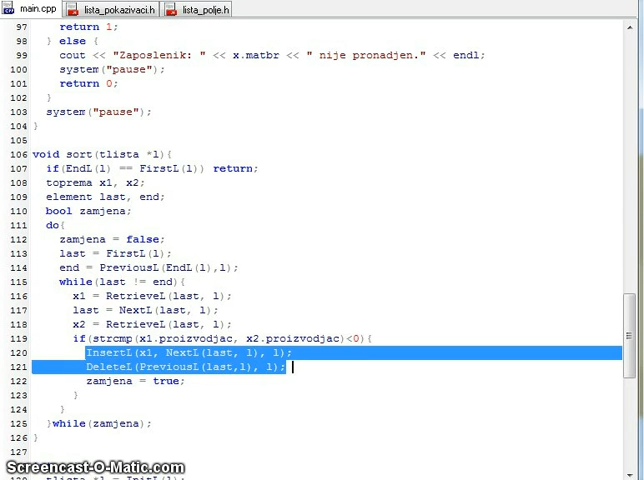 main.cpp lista_pokazivaci.h lista_polje.h
97 return 1;
98 } else {
99 cout << "Zaposlenik: " << x.matbr << " nije pronadjen." << endl;
100 system("pause");
101 return 0;
102 }
103 system("pause");
104 }
105
106 void sort(tlista *l){
107 if(EndL(l) == FirstL(l)) return;
108 toprema x1, x2;
109 element last, end;
110 bool zamjena;
111 do{
112 zamjena = false;
113 last = FirstL(l);
114 end = PreviousL(EndL(l),l);
115 while(last != end){
116 x1 = RetrieveL(last, l);
117 last = NextL(last, l);
118 x2 = RetrieveL(last, l);
119 if(strcmp(x1.proizvodjac, x2.proizvodjac)<0){
120 InsertL(x1, NextL(last, l), l);
121 DeleteL(PreviousL(last,l), l);
122 zamjena = true;
123 }
124 }
125 }while(zamjena);
126 }
127
Screencast-O-Matic.com